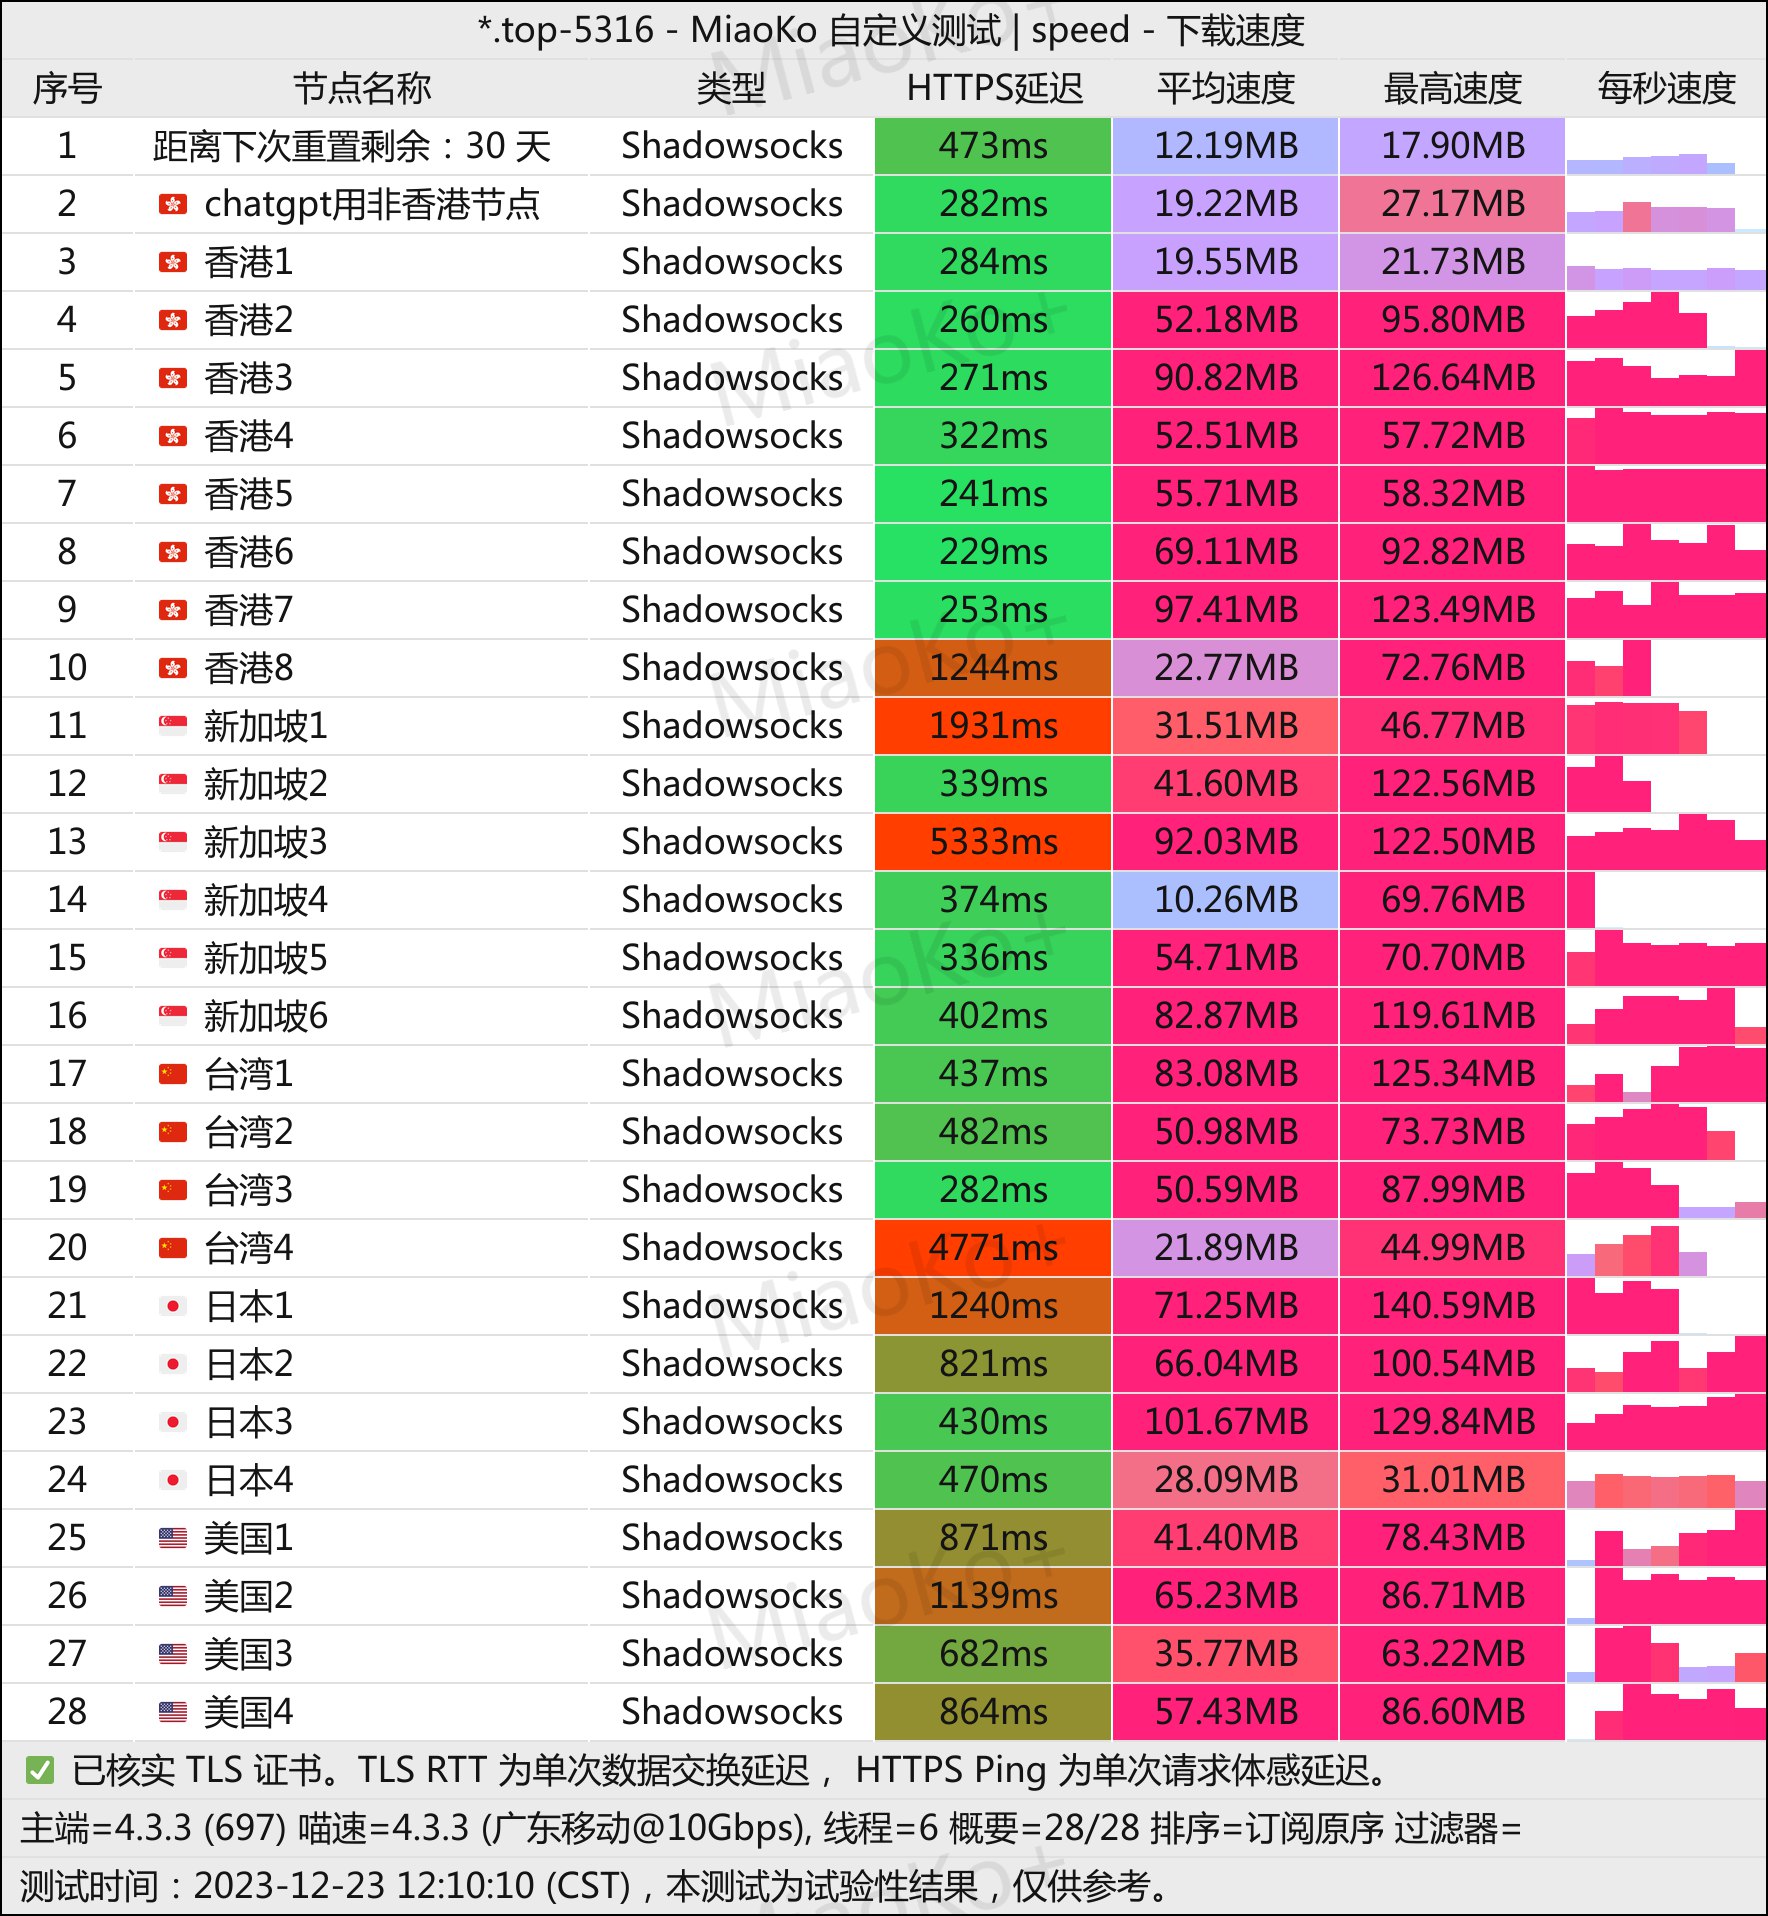 *.top-5316 - MiaoKo 自定义测试 | speed - 下载速度
序号 节点名称 类型 HTTPS延迟 平均速度 最高速度 每秒速度
1 距离下次重置剩余：30 天 Shadowsocks 473ms 12.19MB 17.90MB
2 chatgpt用非香港节点 Shadowsocks 282ms 19.22MB 27.17MB
3 香港1 Shadowsocks 284ms 19.55MB 21.73MB
4 香港2 Shadowsocks 260ms 52.18MB 95.80MB
5 香港3 Shadowsocks 271ms 90.82MB 126.64MB
6 香港4 Shadowsocks 322ms 52.51MB 57.72MB
7 香港5 Shadowsocks 241ms 55.71MB 58.32MB
8 香港6 Shadowsocks 229ms 69.11MB 92.82MB
9 香港7 Shadowsocks 253ms 97.41MB 123.49MB
10 香港8 Shadowsocks 1244ms 22.77MB 72.76MB
11 新加坡1 Shadowsocks 1931ms 31.51MB 46.77MB
12 新加坡2 Shadowsocks 339ms 41.60MB 122.56MB
13 新加坡3 Shadowsocks 5333ms 92.03MB 122.50MB
14 新加坡4 Shadowsocks 374ms 10.26MB 69.76MB
15 新加坡5 Shadowsocks 336ms 54.71MB 70.70MB
16 新加坡6 Shadowsocks 402ms 82.87MB 119.61MB
17 台湾1 Shadowsocks 437ms 83.08MB 125.34MB
18 台湾2 Shadowsocks 482ms 50.98MB 73.73MB
19 台湾3 Shadowsocks 282ms 50.59MB 87.99MB
20 台湾4 Shadowsocks 4771ms 21.89MB 44.99MB
21 日本1 Shadowsocks 1240ms 71.25MB 140.59MB
22 日本2 Shadowsocks 821ms 66.04MB 100.54MB
23 日本3 Shadowsocks 430ms 101.67MB 129.84MB
24 日本4 Shadowsocks 470ms 28.09MB 31.01MB
25 美国1 Shadowsocks 871ms 41.40MB 78.43MB
26 美国2 Shadowsocks 1139ms 65.23MB 86.71MB
27 美国3 Shadowsocks 682ms 35.77MB 63.22MB
28 美国4 Shadowsocks 864ms 57.43MB 86.60MB
✅ 已核实 TLS 证书。TLS RTT 为单次数据交换延迟， HTTPS Ping 为单次请求体感延迟。
主端=4.3.3 (697) 喵速=4.3.3 (广东移动@10Gbps), 线程=6 概要=28/28 排序=订阅原序 过滤器=
测试时间：2023-12-23 12:10:10 (CST)，本测试为试验性结果，仅供参考。
MiaoKo+
MiaoKo+
MiaoKo+
MiaoKo+
MiaoKo+
MiaoKo+
MiaoKo+